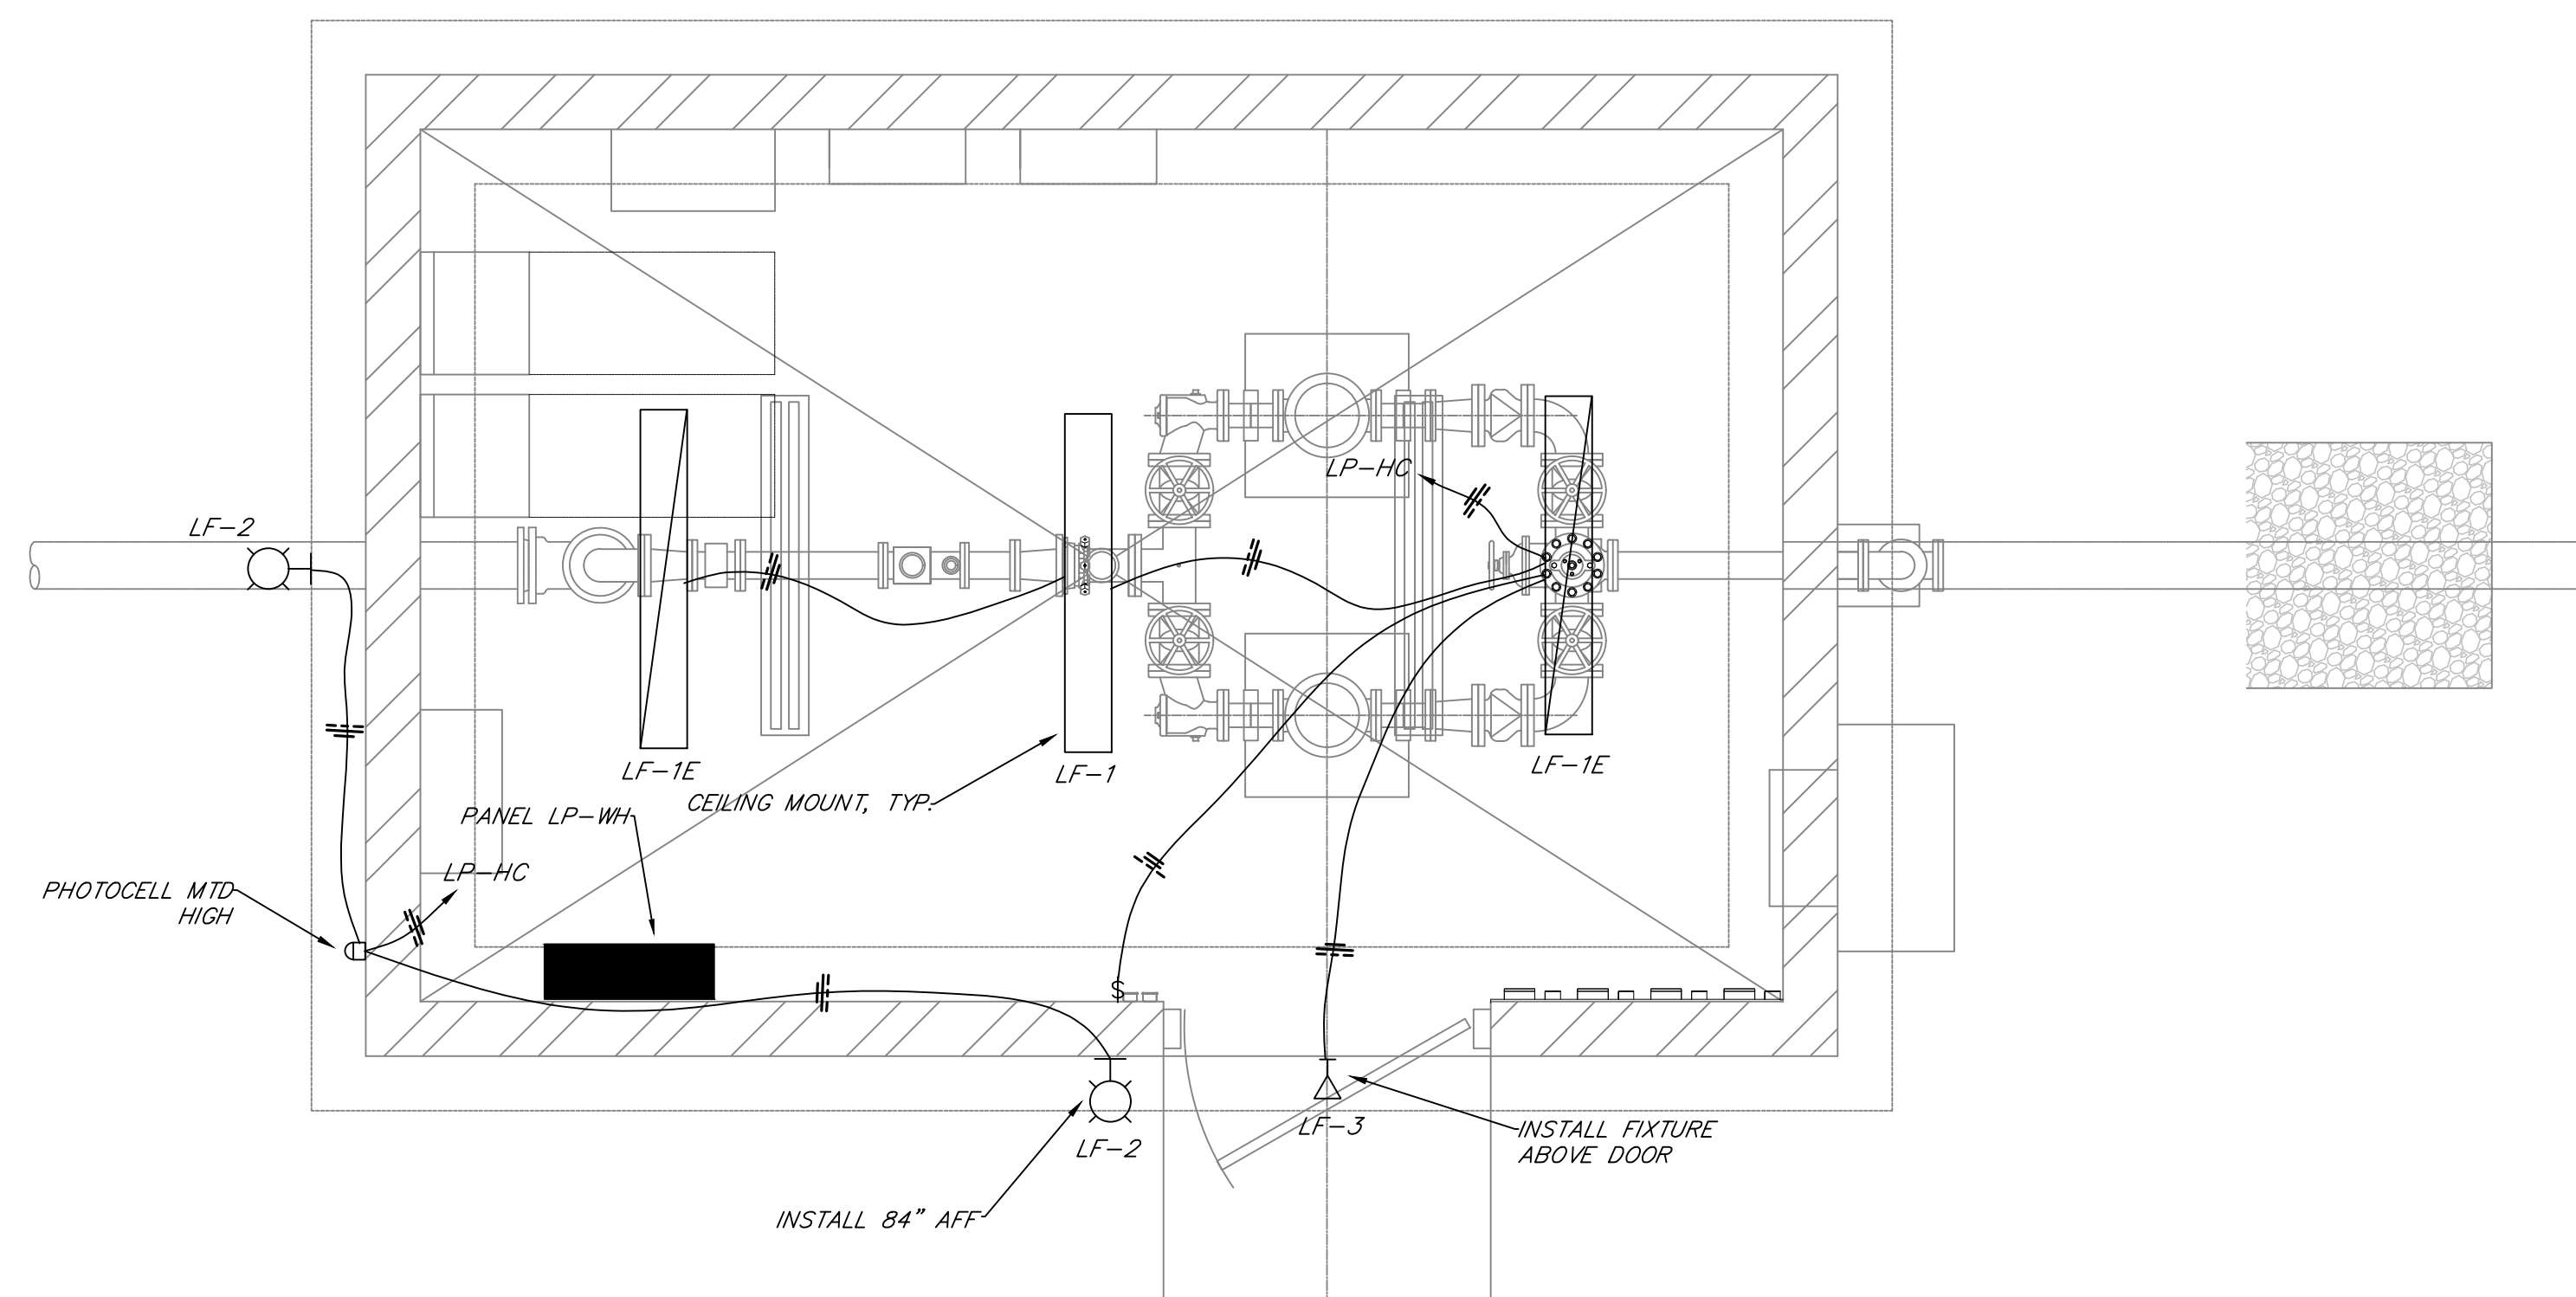 LP-HC
LF-2
LF-1E
LF-1
LF-1E
CEILING MOUNT, TYP.
PANEL LP-WH
LP-HC
PHOTOCELL MTD
HIGH
$
LF-3
INSTALL FIXTURE
ABOVE DOOR
LF-2
INSTALL 84" AFF